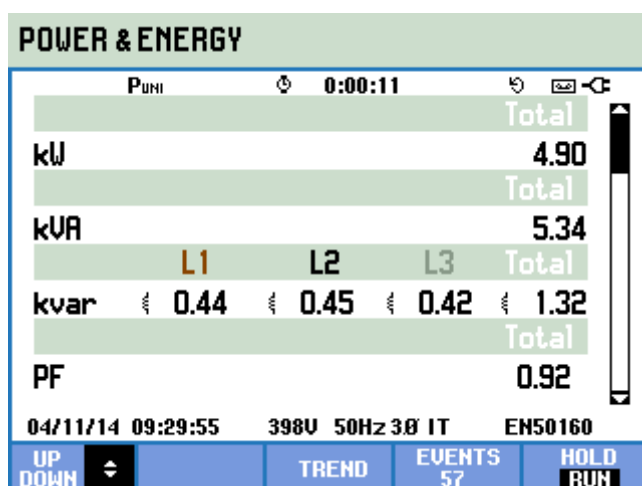 POWER & ENERGY
PUNI 0:00:11
Total
kW 4.90
Total
kVA 5.34
L1 L2 L3 Total
kvar 0.44 0.45 0.42 1.32
Total
PF 0.92
04/11/14 09:29:55 398V 50Hz 3Ø IT EN50160
UP DOWN TREND EVENTS 57 HOLD RUN